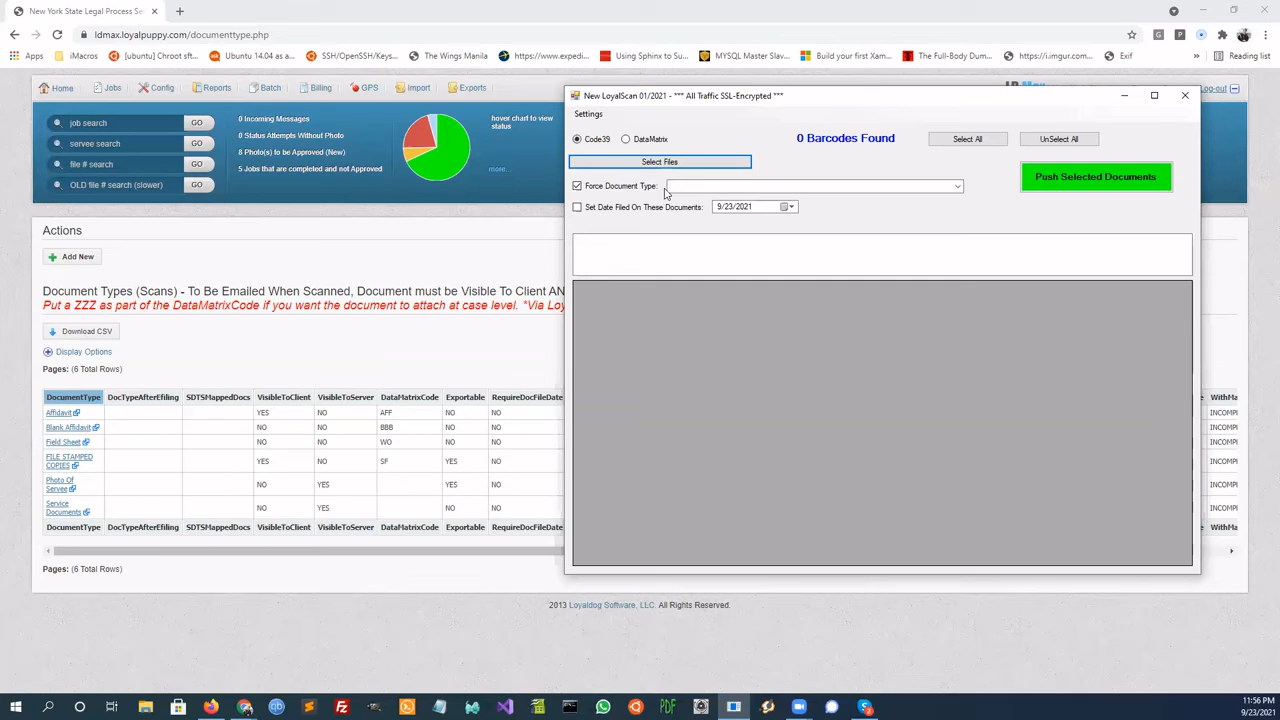 New York State Legal Process Se
ldmax.loyalpuppy.com/documenttype.php
Apps
iMacros
[ubuntu] Chroot sft...
Ubuntu 14.04 as a...
SSH/OpenSSH/Keys...
The Wings Manila
https://www.expedi...
Using Sphinx to Su...
MYSQL Master Slav...
Build your first Xam...
The Full-Body Dum...
https://i.imgur.com...
Exif
»
Reading list
Home
Jobs
Config
Reports
Batch
Billing
GPS
Import
Exports
Log-out
job search GO
servee search GO
file # search GO
OLD file # search (slower) GO
0 Incoming Messages
0 Status Attempts Without Photo
8 Photo(s) to be Approved (New)
5 Jobs that are completed and not Approved
hover chart to view
status
more...
New LoyalScan 01/2021 - *** All Traffic SSL-Encrypted ***
Settings
Code39 DataMatrix
0 Barcodes Found
Select All
UnSelect All
Select Files
Force Document Type:
Push Selected Documents
Set Date Filed On These Documents: 9/23/2021
Actions
Add New
Document Types (Scans) - To Be Emailed When Scanned, Document must be Visible To Client AN
Put a ZZZ as part of the DataMatrixCode if you want the document to attach at case level. *Via Loy
Download CSV
Display Options
Pages: (6 Total Rows)
DocumentType DocTypeAfterEfiling SDTSMappedDocs VisibleToClient VisibleToServer DataMatrixCode Exportable RequireDocFileDate WithMa
Affidavit YES NO AFF NO NO INCOMPL
Blank Affidavit NO NO BBB NO NO INCOMPL
Field Sheet NO NO WO NO NO INCOMPL
FILE STAMPED
COPIES YES NO SF YES NO INCOMPL
Photo Of
Servee NO YES YES NO INCOMPL
Service
Documents NO YES NO NO INCOMPL
DocumentType DocTypeAfterEfiling SDTSMappedDocs VisibleToClient VisibleToServer DataMatrixCode Exportable RequireDocFileDate WithMa
Pages: (6 Total Rows)
2013 Loyaldog Software, LLC. All Rights Reserved.
11:56 PM
9/23/2021